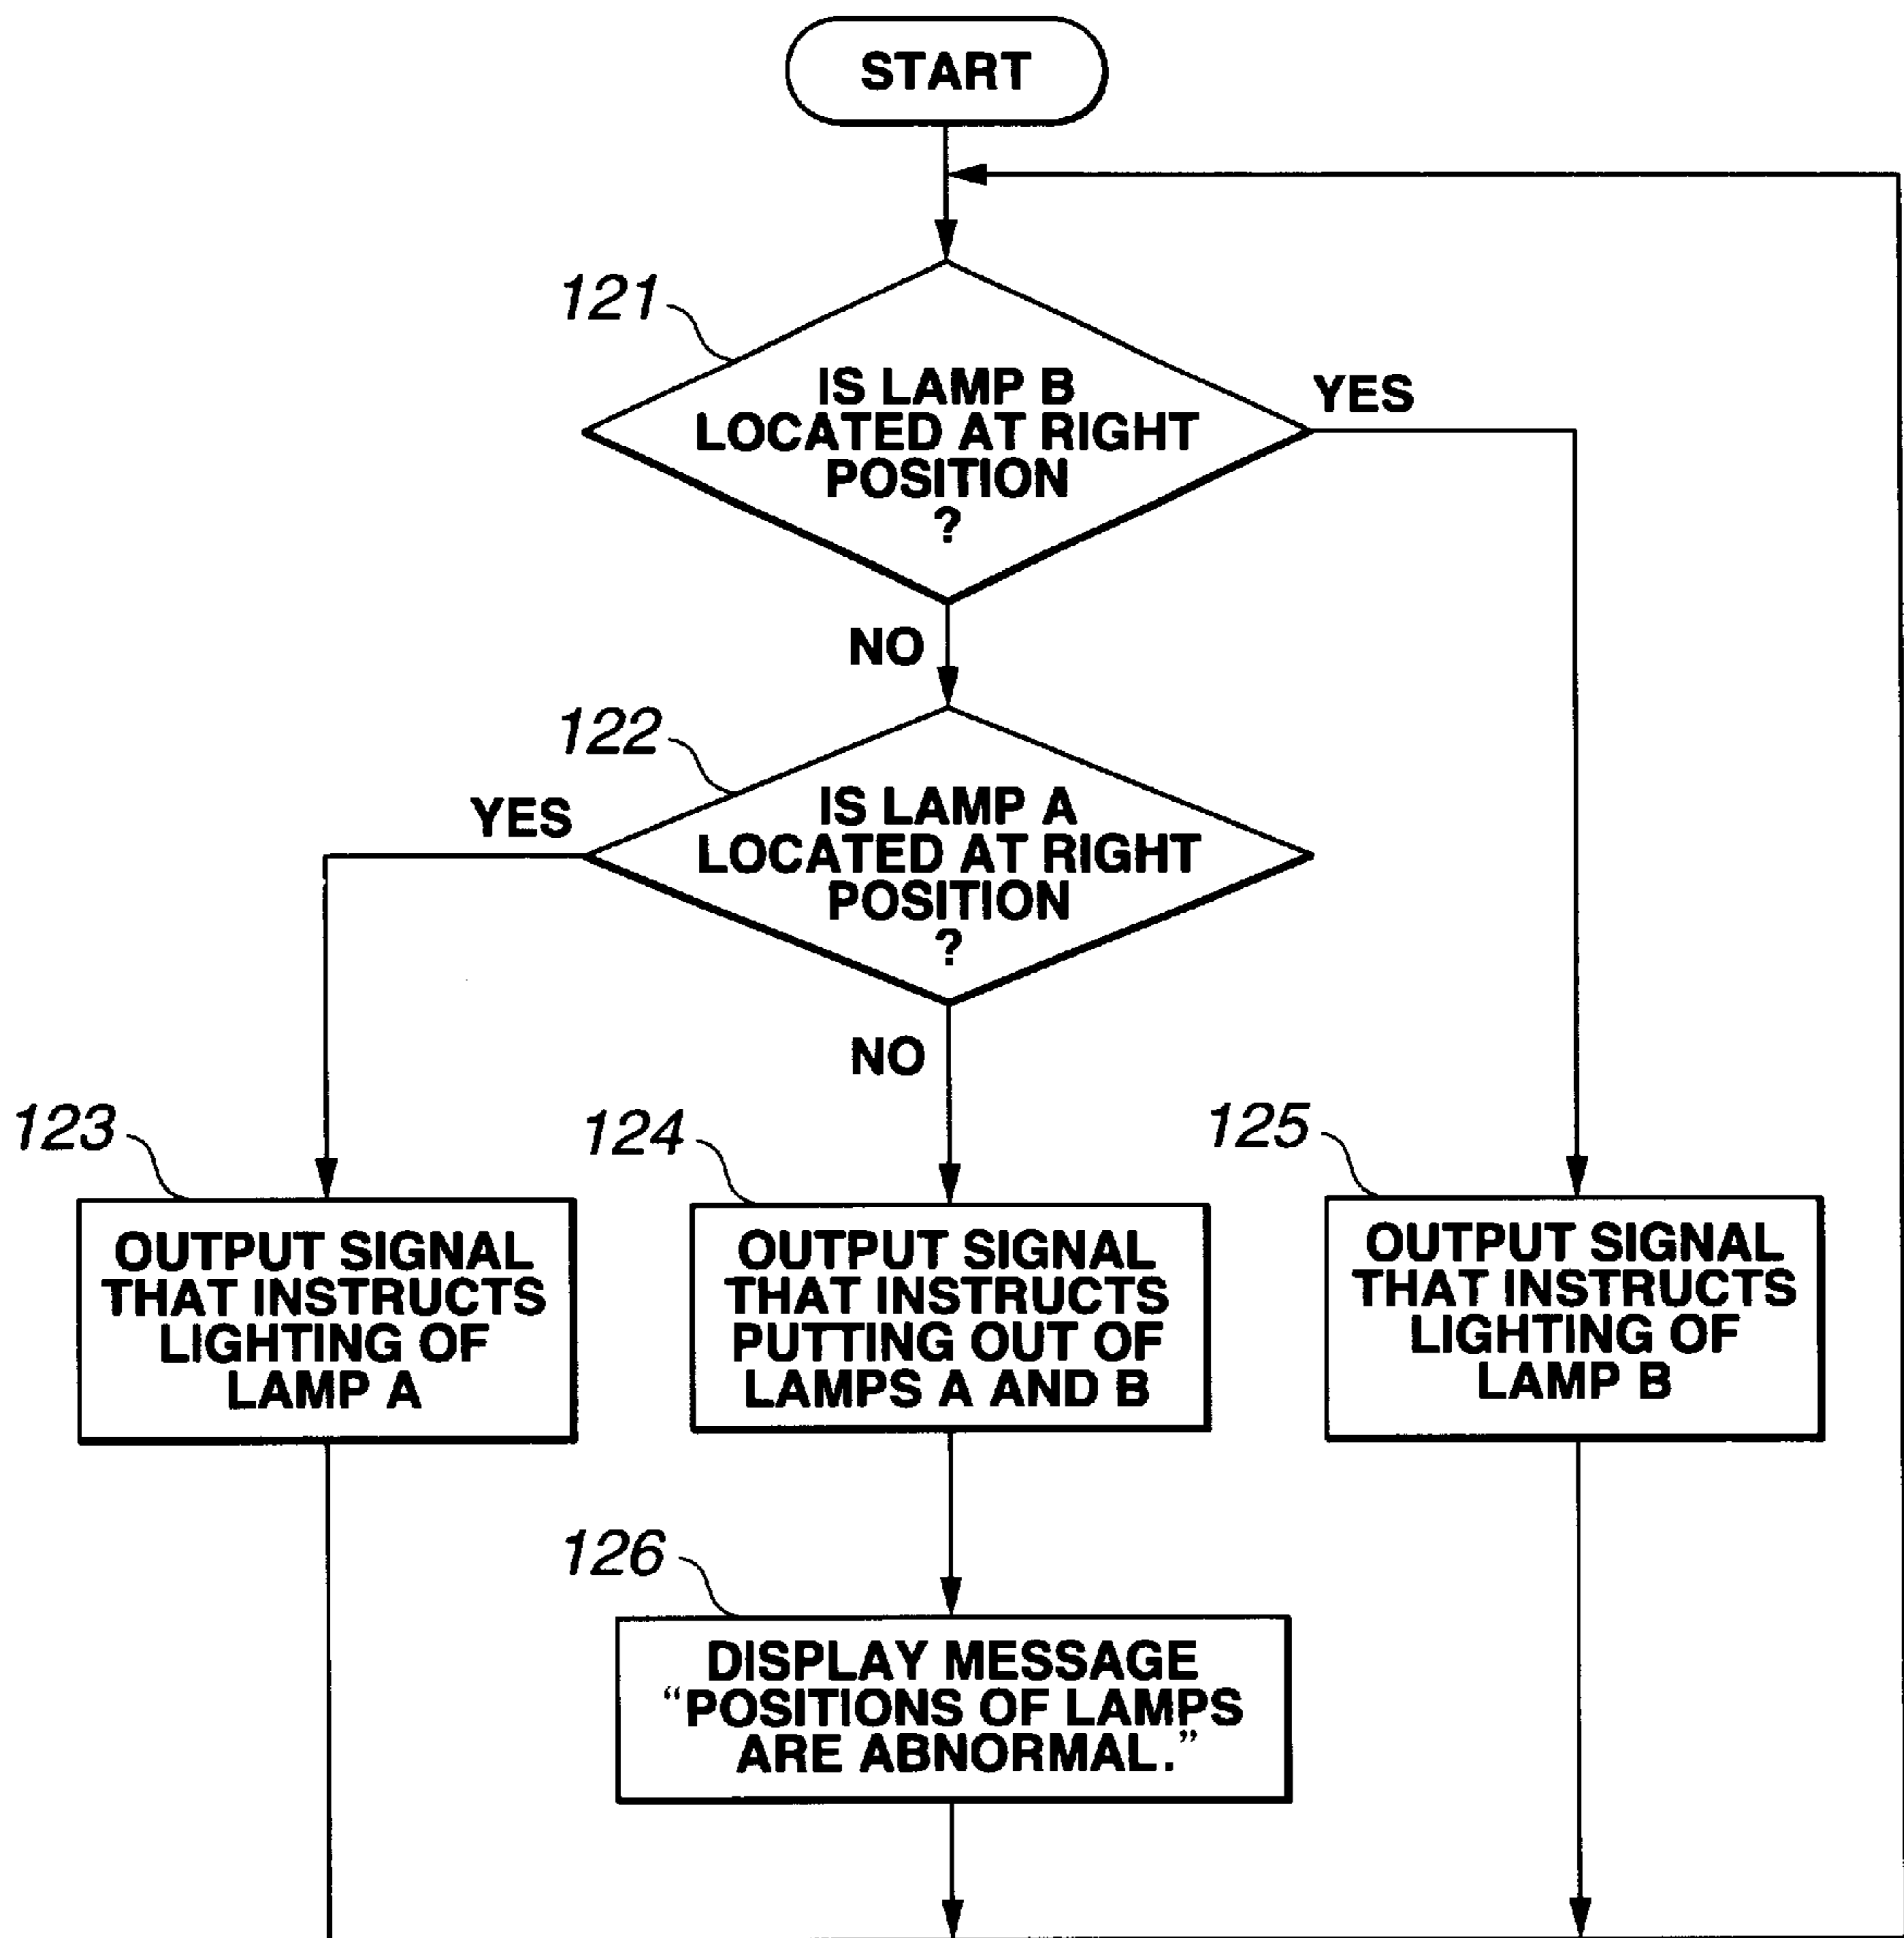 START
121
IS LAMP B
LOCATED AT RIGHT
POSITION
?
YES
NO
122
IS LAMP A
LOCATED AT RIGHT
POSITION
?
YES
NO
123
OUTPUT SIGNAL
THAT INSTRUCTS
LIGHTING OF
LAMP A
124
OUTPUT SIGNAL
THAT INSTRUCTS
PUTTING OUT OF
LAMPS A AND B
125
OUTPUT SIGNAL
THAT INSTRUCTS
LIGHTING OF
LAMP B
126
DISPLAY MESSAGE
“POSITIONS OF LAMPS
ARE ABNORMAL.”